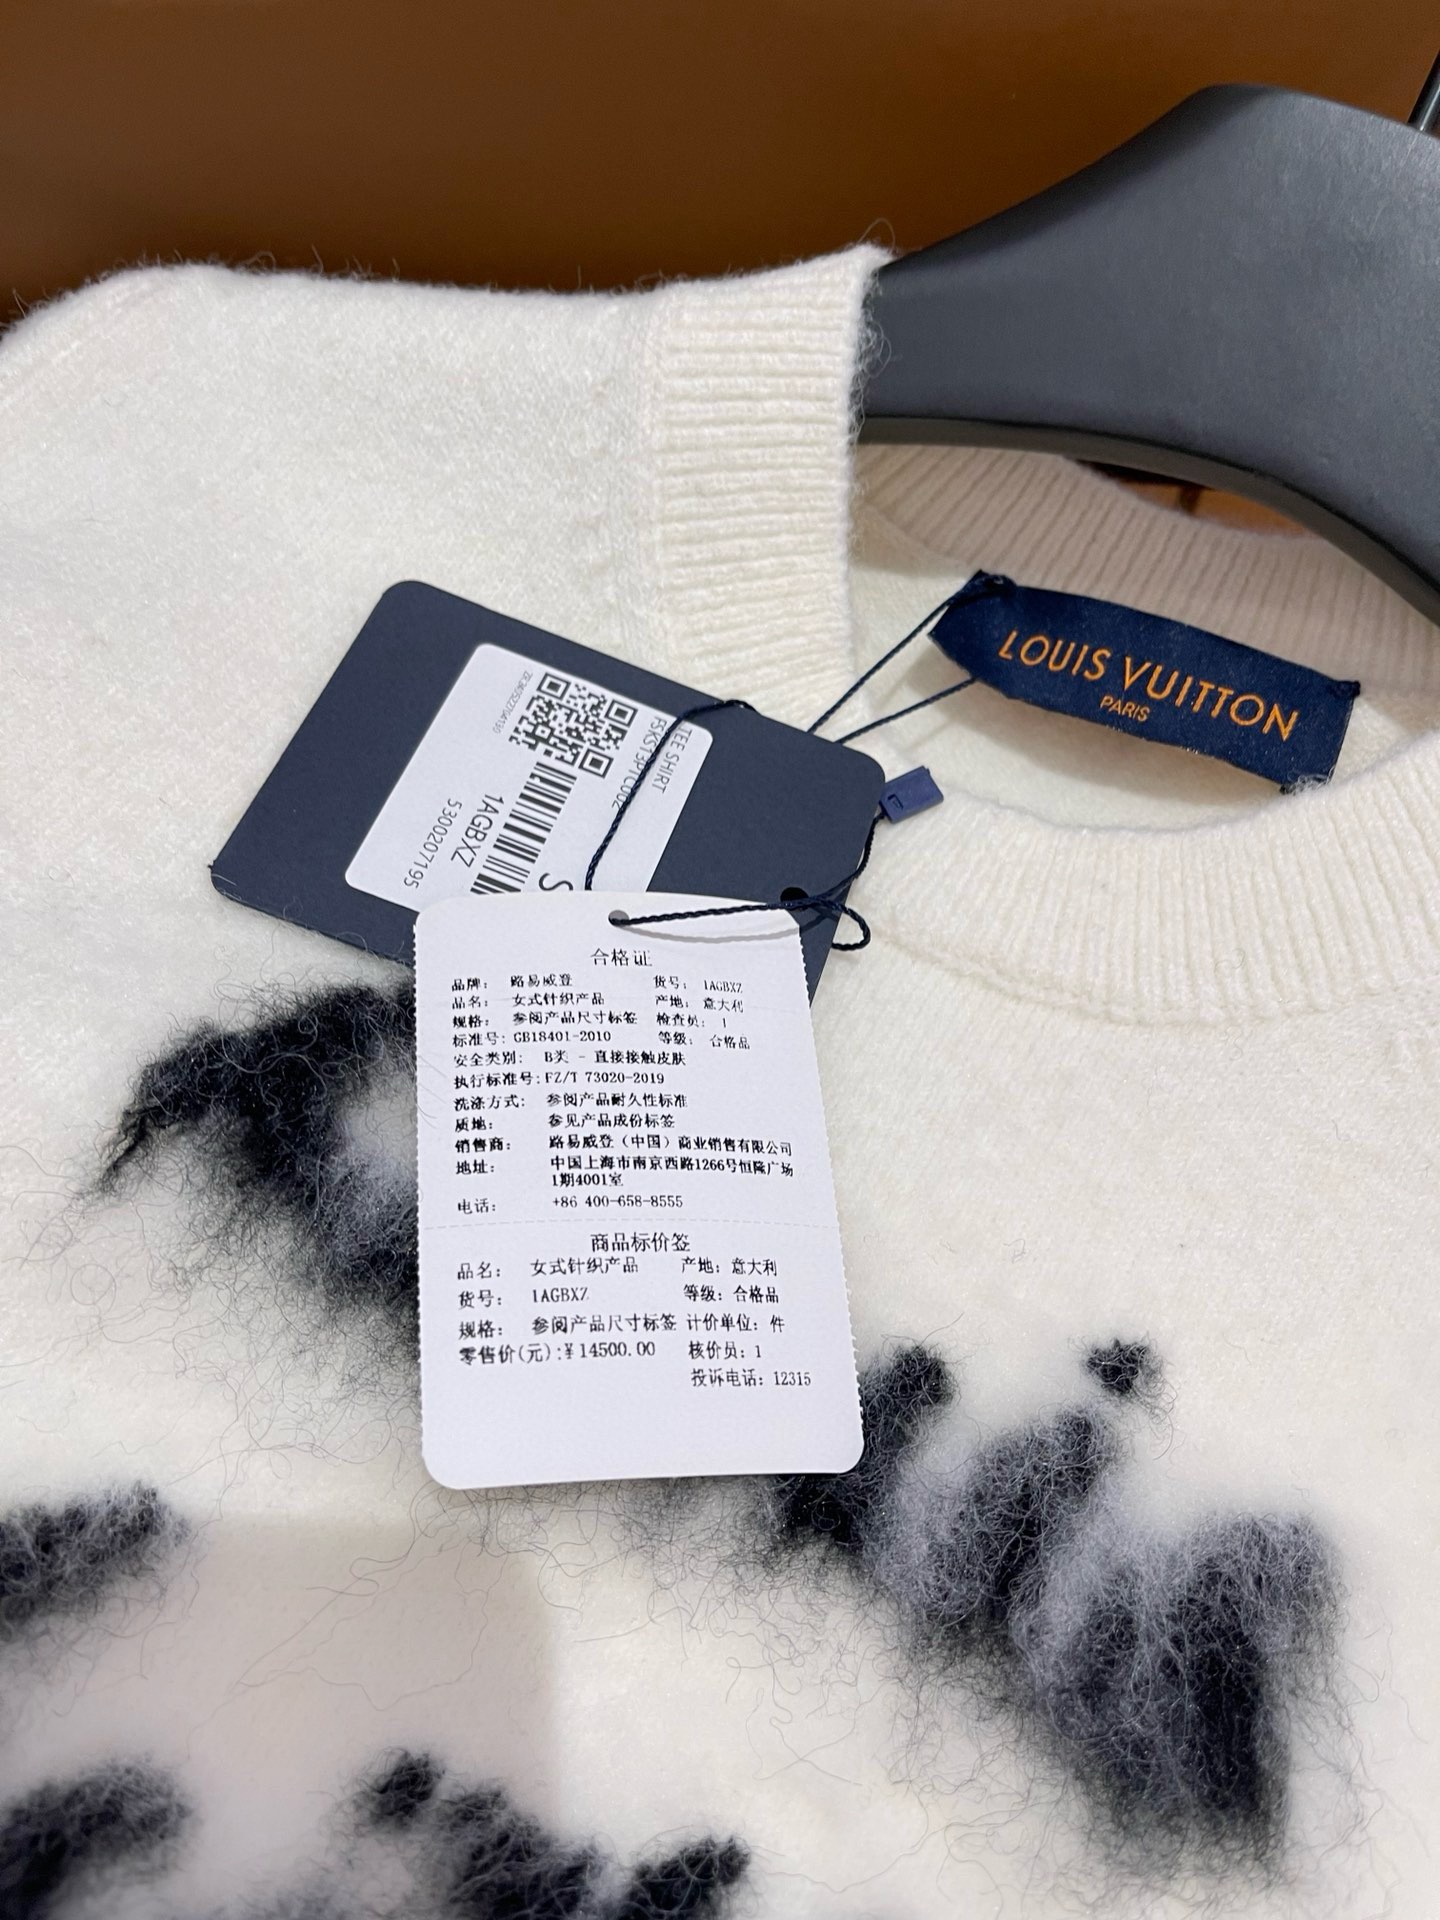 LOUIS VUITTON
PARIS
TEE SHIRT
FSKS13PTC002
1AGBXZ
5300207195
S
合格证
品牌: 路易威登 货号: 1AGBXZ
品名: 女式针织产品 产地: 意大利
规格: 参阅产品尺寸标签 检查员: 1
标准号: GB18401-2010 等级: 合格品
安全类别: B类 - 直接接触皮肤
执行标准号: FZ/T 73020-2019
洗涤方式: 参阅产品耐久性标准
质地: 参见产品成份标签
销售商: 路易威登（中国）商业销售有限公司
地址: 中国上海市南京西路1266号恒隆广场
1期4001室
电话: +86 400-658-8555
商品标价签
品名: 女式针织产品 产地: 意大利
货号: 1AGBXZ 等级: 合格品
规格: 参阅产品尺寸标签 计价单位: 件
零售价(元):¥14500.00 核价员: 1
投诉电话: 12315